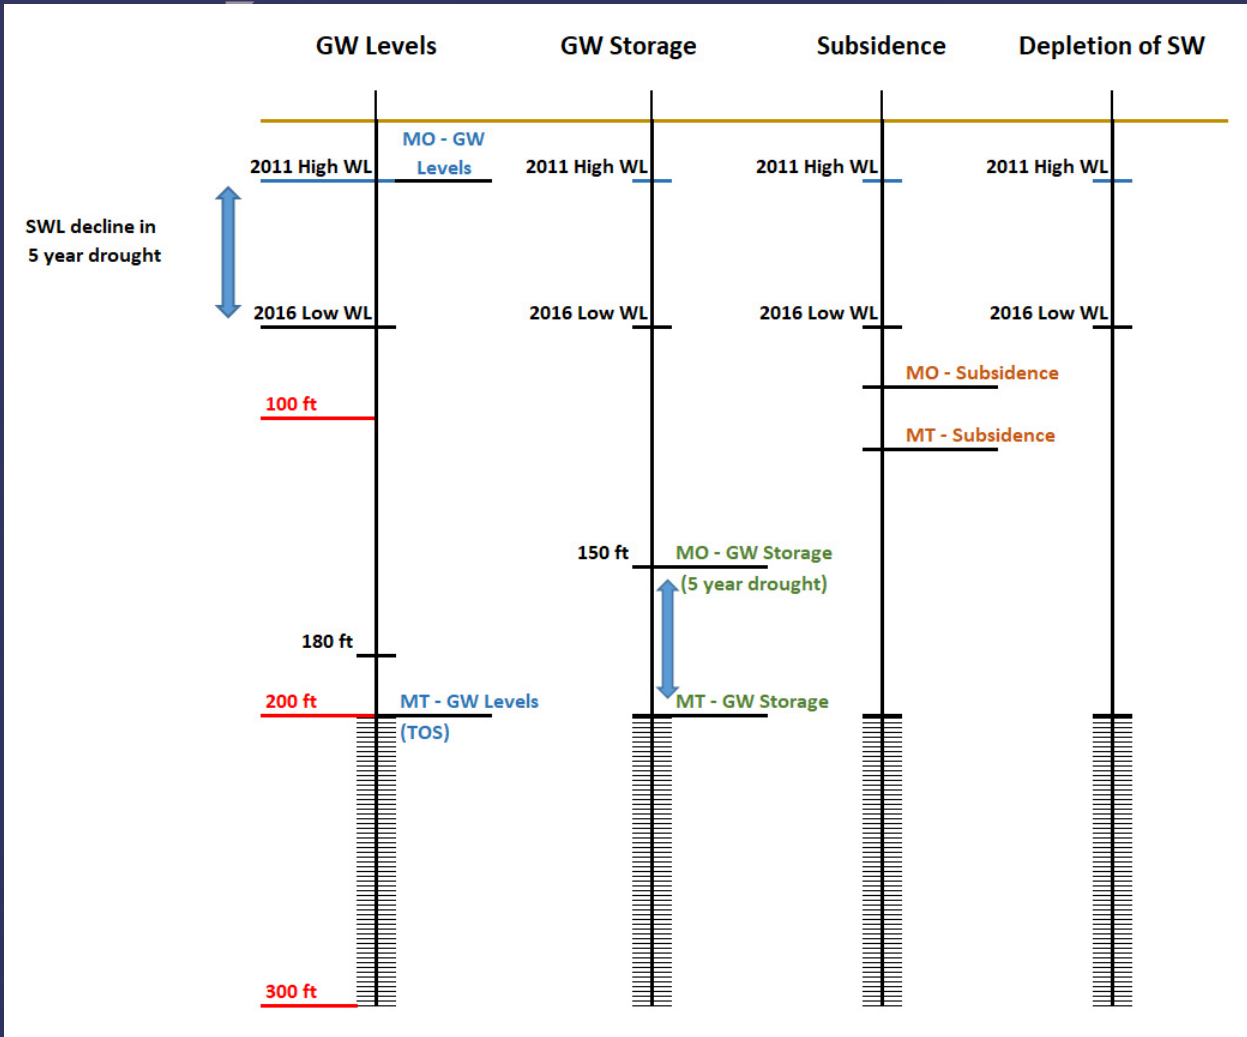 GW Levels
GW Storage
Subsidence
Depletion of SW
MO - GW
Levels
2011 High WL
2011 High WL
2011 High WL
2011 High WL
SWL decline in
5 year drought
2016 Low WL
2016 Low WL
2016 Low WL
2016 Low WL
MO - Subsidence
100 ft
MT - Subsidence
150 ft
MO - GW Storage
(5 year drought)
180 ft
200 ft
MT - GW Levels
(TOS)
MT - GW Storage
300 ft